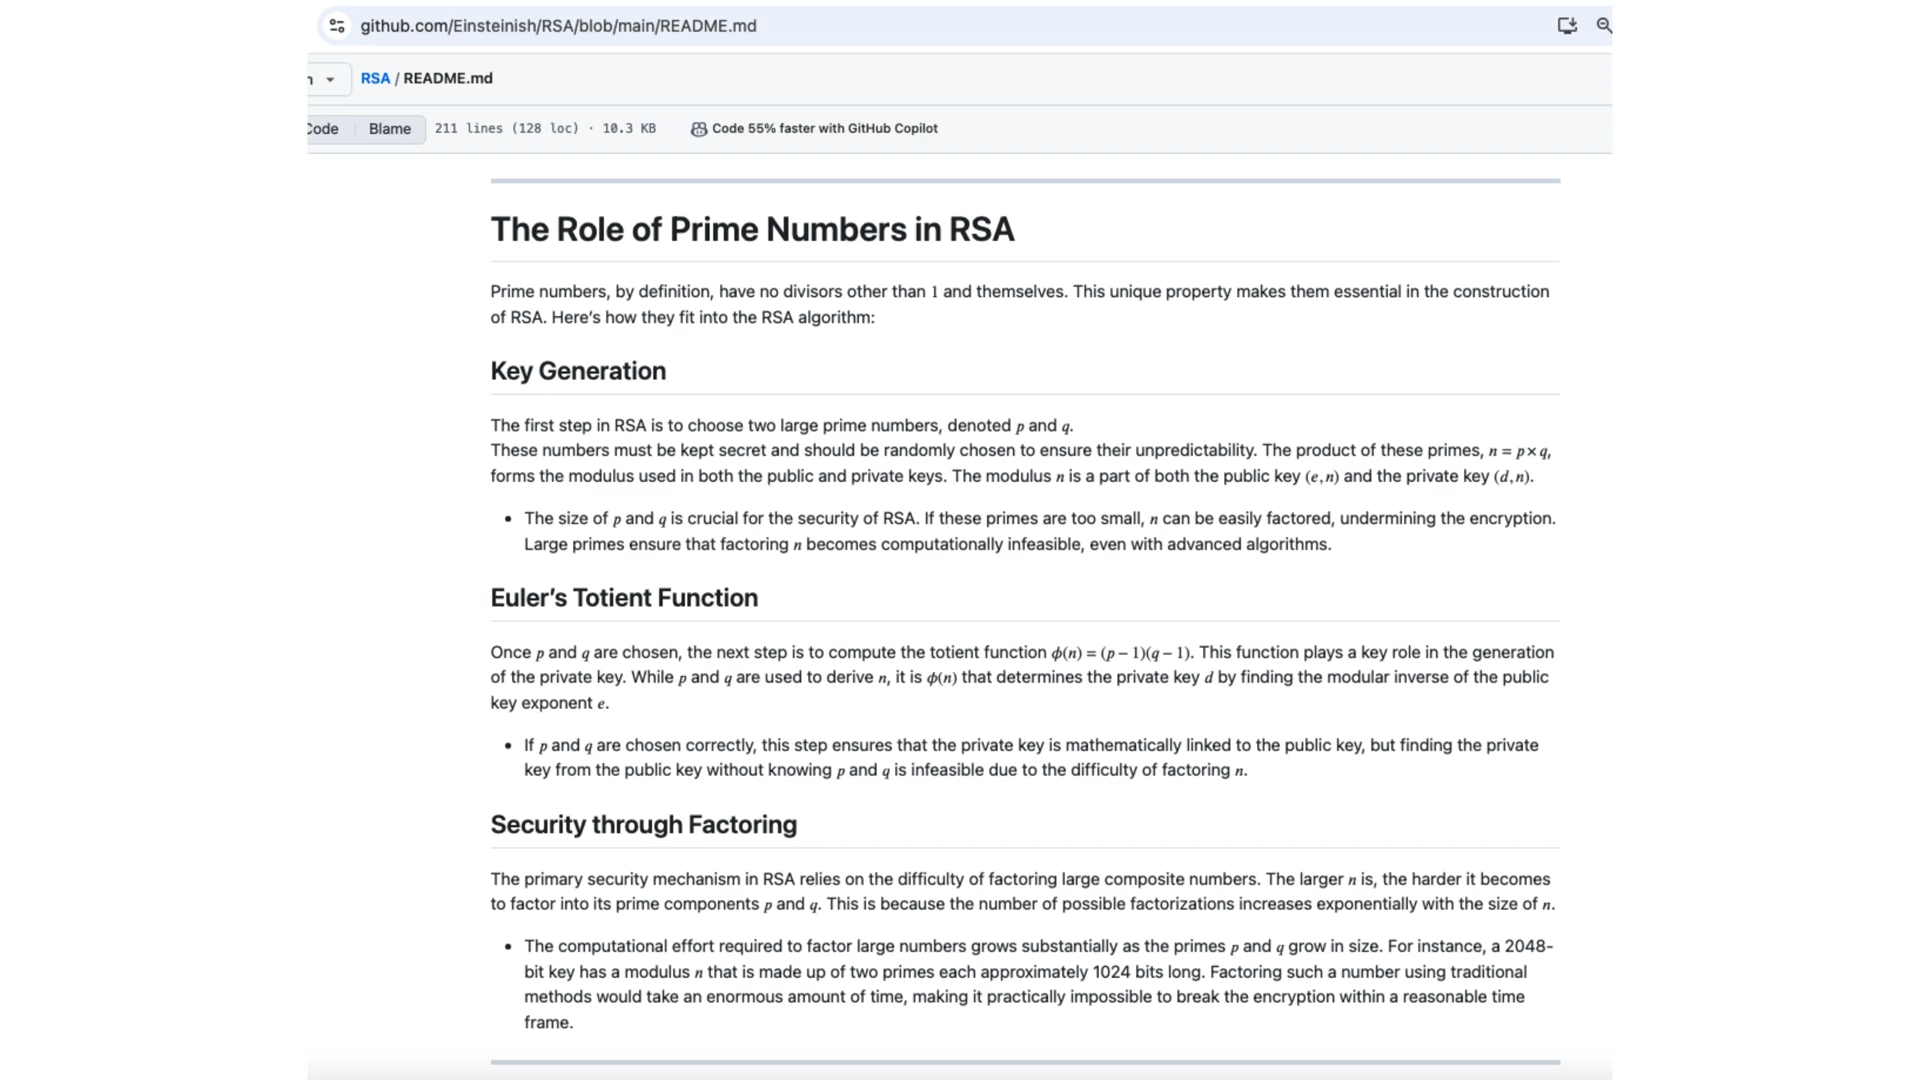 github.com/Einsteinish/RSA/blob/main/README.md
RSA / README.md
Code Blame 211 lines (128 loc) · 10.3 KB Code 55% faster with GitHub Copilot
The Role of Prime Numbers in RSA
Prime numbers, by definition, have no divisors other than 1 and themselves. This unique property makes them essential in the construction
of RSA. Here’s how they fit into the RSA algorithm:
Key Generation
The first step in RSA is to choose two large prime numbers, denoted p and q.
These numbers must be kept secret and should be randomly chosen to ensure their unpredictability. The product of these primes, n = p × q,
forms the modulus used in both the public and private keys. The modulus n is a part of both the public key (e, n) and the private key (d, n).
• The size of p and q is crucial for the security of RSA. If these primes are too small, n can be easily factored, undermining the encryption.
Large primes ensure that factoring n becomes computationally infeasible, even with advanced algorithms.
Euler’s Totient Function
Once p and q are chosen, the next step is to compute the totient function ϕ(n) = (p − 1)(q − 1). This function plays a key role in the generation
of the private key. While p and q are used to derive n, it is ϕ(n) that determines the private key d by finding the modular inverse of the public
key exponent e.
• If p and q are chosen correctly, this step ensures that the private key is mathematically linked to the public key, but finding the private
key from the public key without knowing p and q is infeasible due to the difficulty of factoring n.
Security through Factoring
The primary security mechanism in RSA relies on the difficulty of factoring large composite numbers. The larger n is, the harder it becomes
to factor into its prime components p and q. This is because the number of possible factorizations increases exponentially with the size of n.
• The computational effort required to factor large numbers grows substantially as the primes p and q grow in size. For instance, a 2048-
bit key has a modulus n that is made up of two primes each approximately 1024 bits long. Factoring such a number using traditional
methods would take an enormous amount of time, making it practically impossible to break the encryption within a reasonable time
frame.